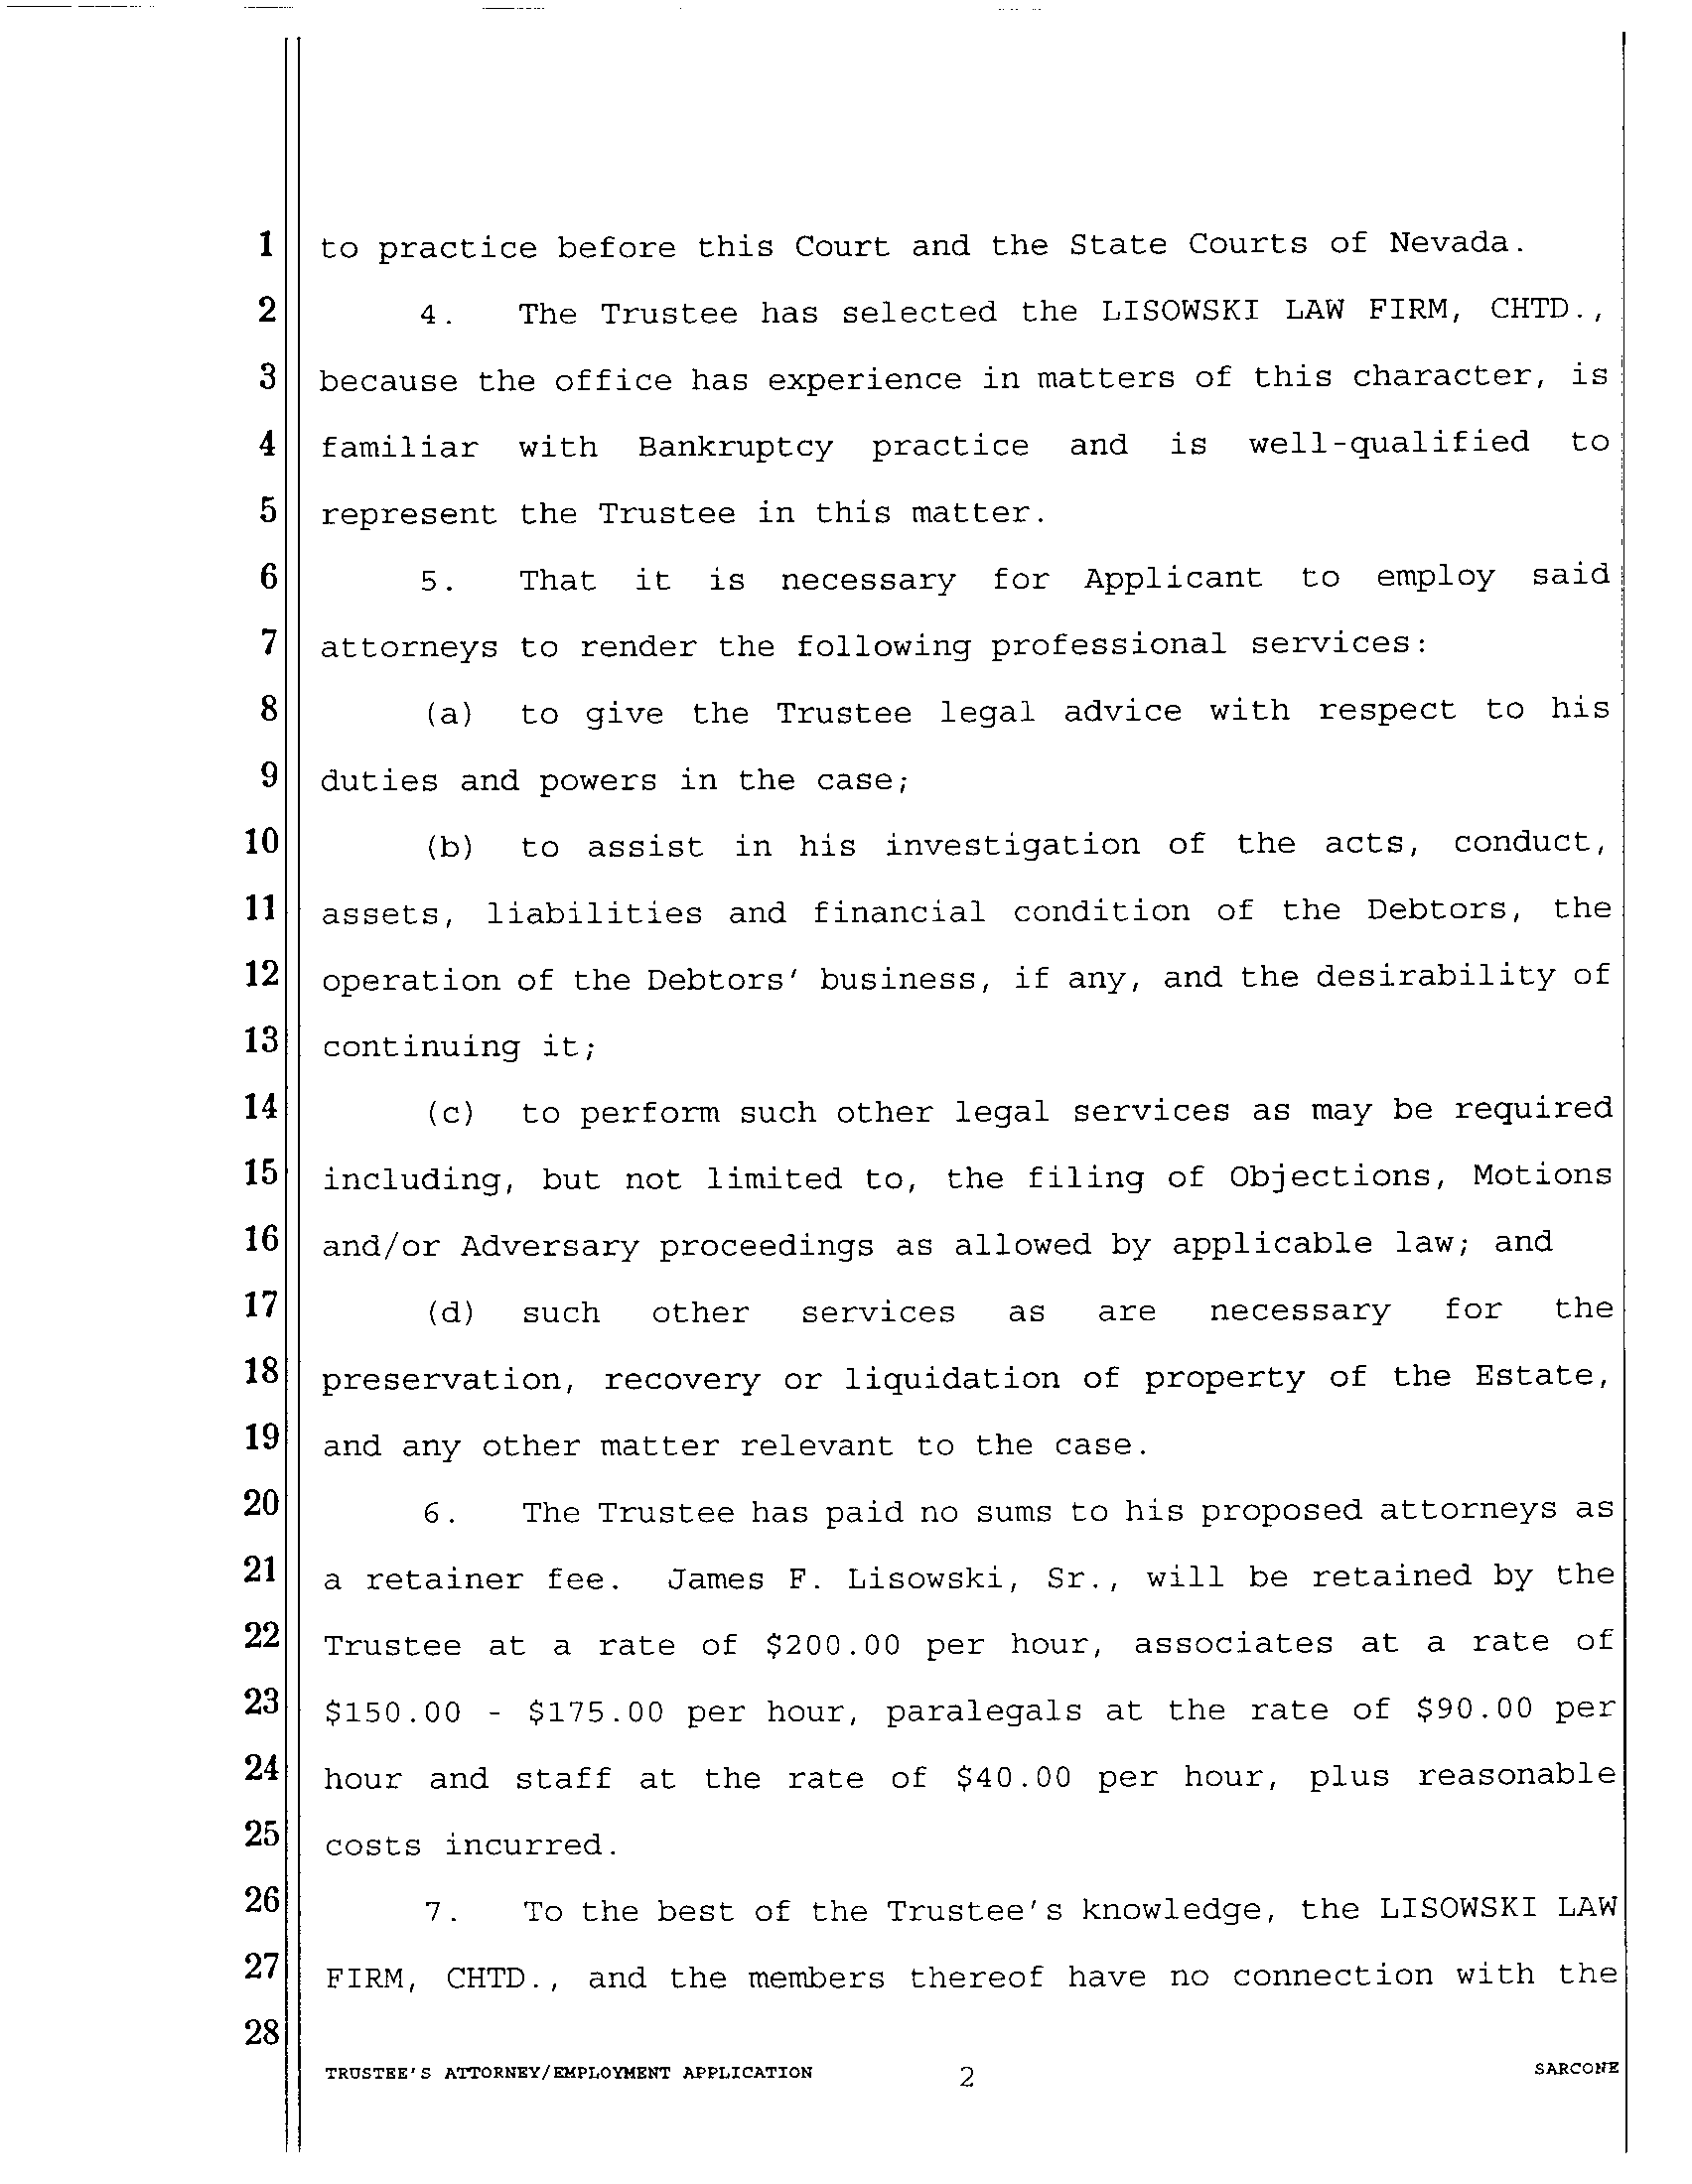 1 to practice before this Court and the State Courts of Nevada.
2 4. The Trustee has selected the LISOWSKI LAW FIRM, CHTD.,
3 because the office has experience in matters of this character, is
4 familiar with Bankruptcy practice and is well-qualified to
5 represent the Trustee in this matter.
6 5. That it is necessary for Applicant to employ said
7 attorneys to render the following professional services:
8 (a) to give the Trustee legal advice with respect to his
9 duties and powers in the case;
10 (b) to assist in his investigation of the acts, conduct,
11 assets, liabilities and financial condition of the Debtors, the
12 operation of the Debtors' business, if any, and the desirability of
13 continuing it;
14 (c) to perform such other legal services as may be required
15 including, but not limited to, the filing of Objections, Motions
16 and/or Adversary proceedings as allowed by applicable law; and
17 (d) such other services as are necessary for the
18 preservation, recovery or liquidation of property of the Estate,
19 and any other matter relevant to the case.
20 6. The Trustee has paid no sums to his proposed attorneys as
21 a retainer fee. James F. Lisowski, Sr., will be retained by the
22 Trustee at a rate of $200.00 per hour, associates at a rate of
23 $150.00 - $175.00 per hour, paralegals at the rate of $90.00 per
24 hour and staff at the rate of $40.00 per hour, plus reasonable
25 costs incurred.
26 7. To the best of the Trustee's knowledge, the LISOWSKI LAW
27 FIRM, CHTD., and the members thereof have no connection with the
28
TRUSTEE'S ATTORNEY/EMPLOYMENT APPLICATION 2 SARCONE